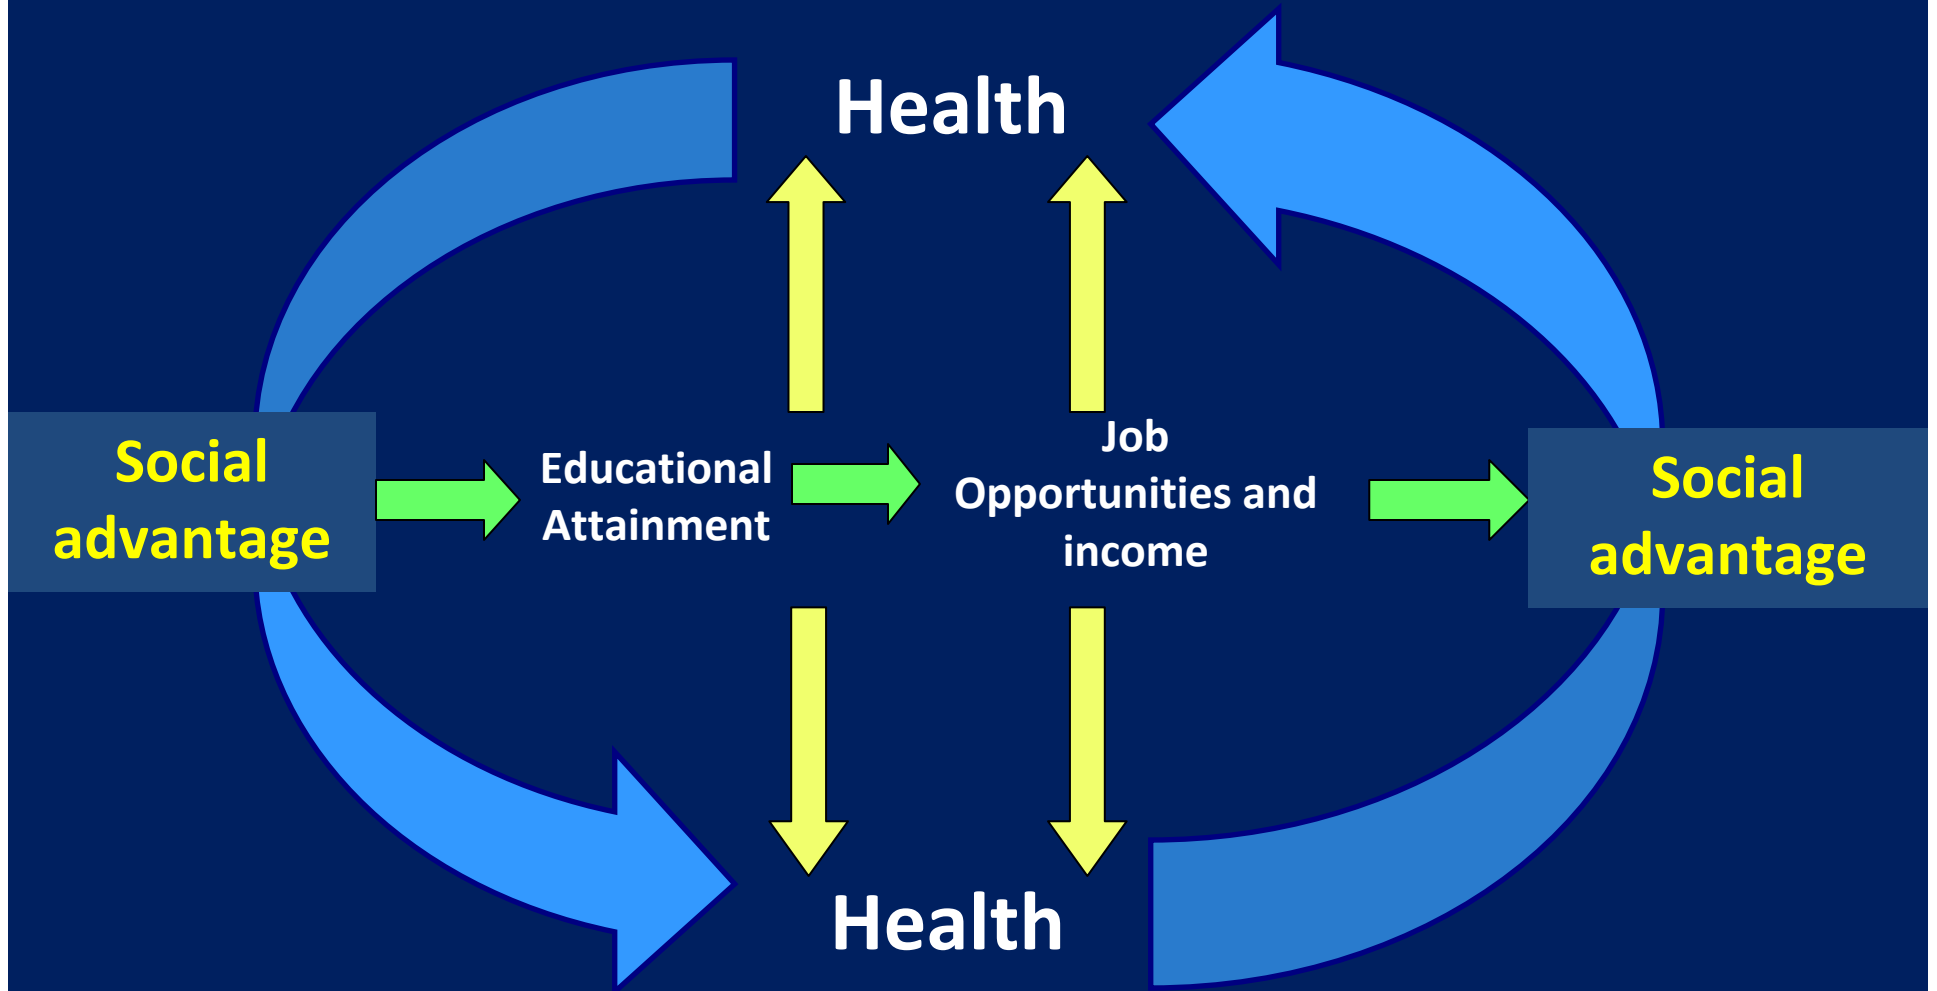 Health
Social
advantage
Educational
Attainment
Job
Opportunities and
income
Social
advantage
Health